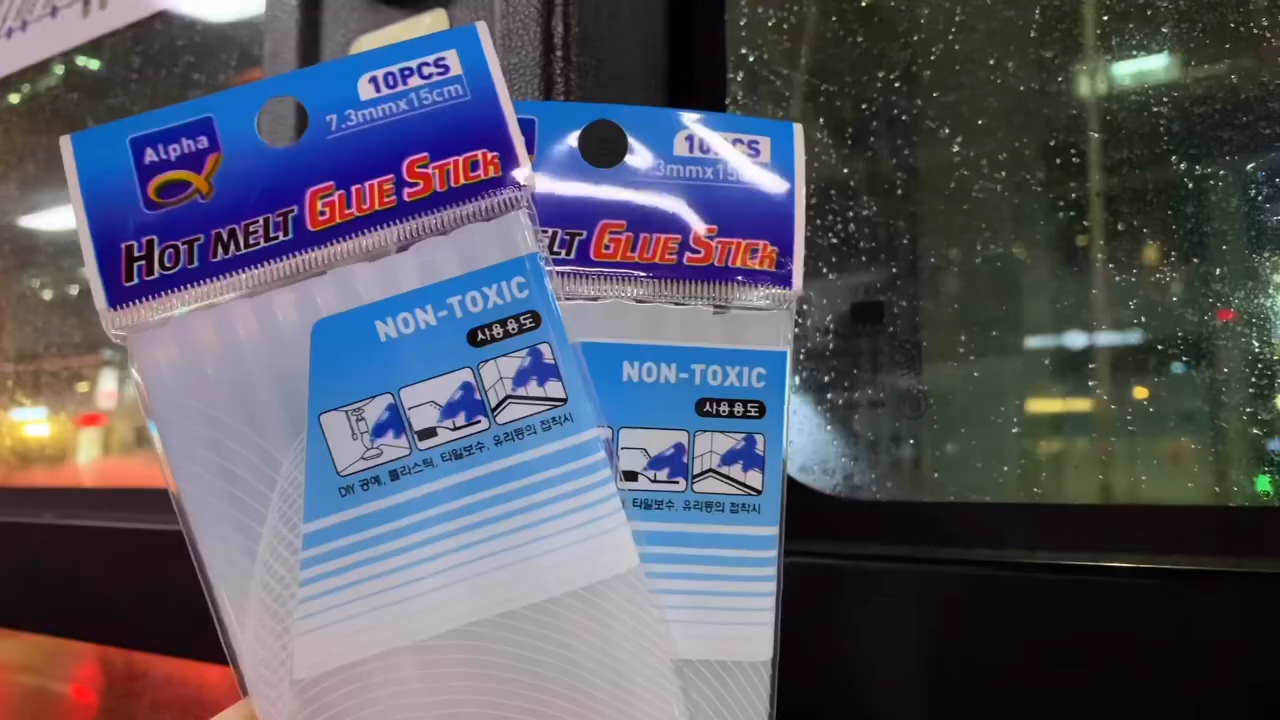 10PCS
7.3mmx15cm
Alpha
HOT MELT GLUE STICK
NON-TOXIC
사용용도
DIY 공예, 플라스틱, 타일보수, 유리등의 접착시
GLUE STICK
NON-TOXIC
사용용도
타일보수, 유리등의 접착시